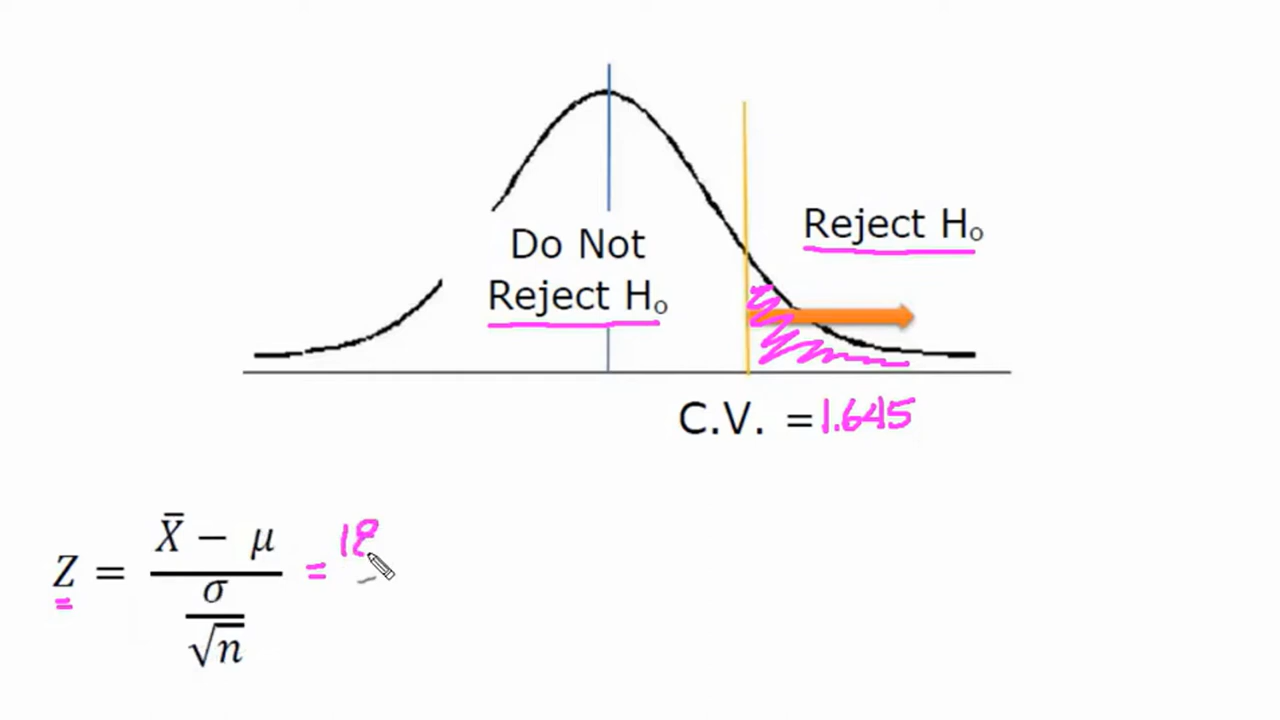 Do Not
Reject H₀
Reject H₀
C.V. = 1.645
Z = (X̄ − μ) / (σ / √n) = 18